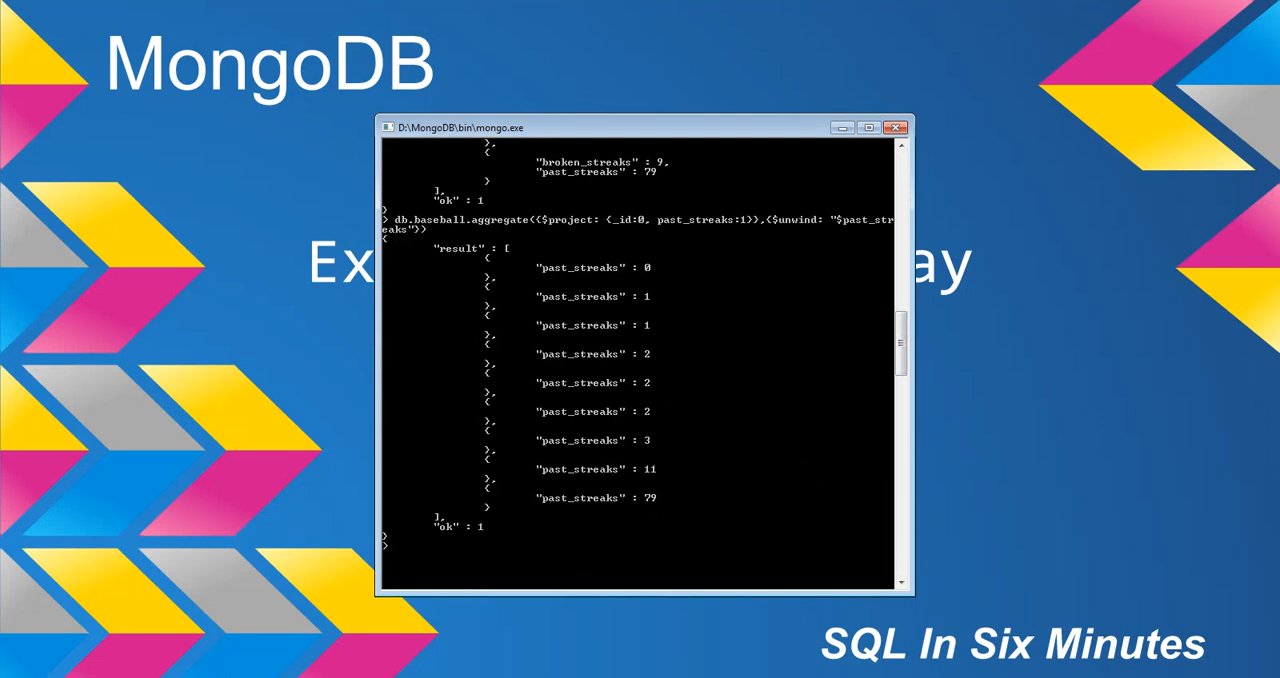 MongoDB
D:\MongoDB\bin\mongo.exe
},
{
"broken_streaks" : 9,
"past_streaks" : 79
}
],
"ok" : 1
}
> db.baseball.aggregate({$project: {_id:0, past_streaks:1}},{$unwind: "$past_str
eaks"})
{
"result" : [
{
"past_streaks" : 0
},
{
"past_streaks" : 1
},
{
"past_streaks" : 1
},
{
"past_streaks" : 2
},
{
"past_streaks" : 2
},
{
"past_streaks" : 2
},
{
"past_streaks" : 3
},
{
"past_streaks" : 11
},
{
"past_streaks" : 79
}
],
"ok" : 1
}
>
SQL In Six Minutes